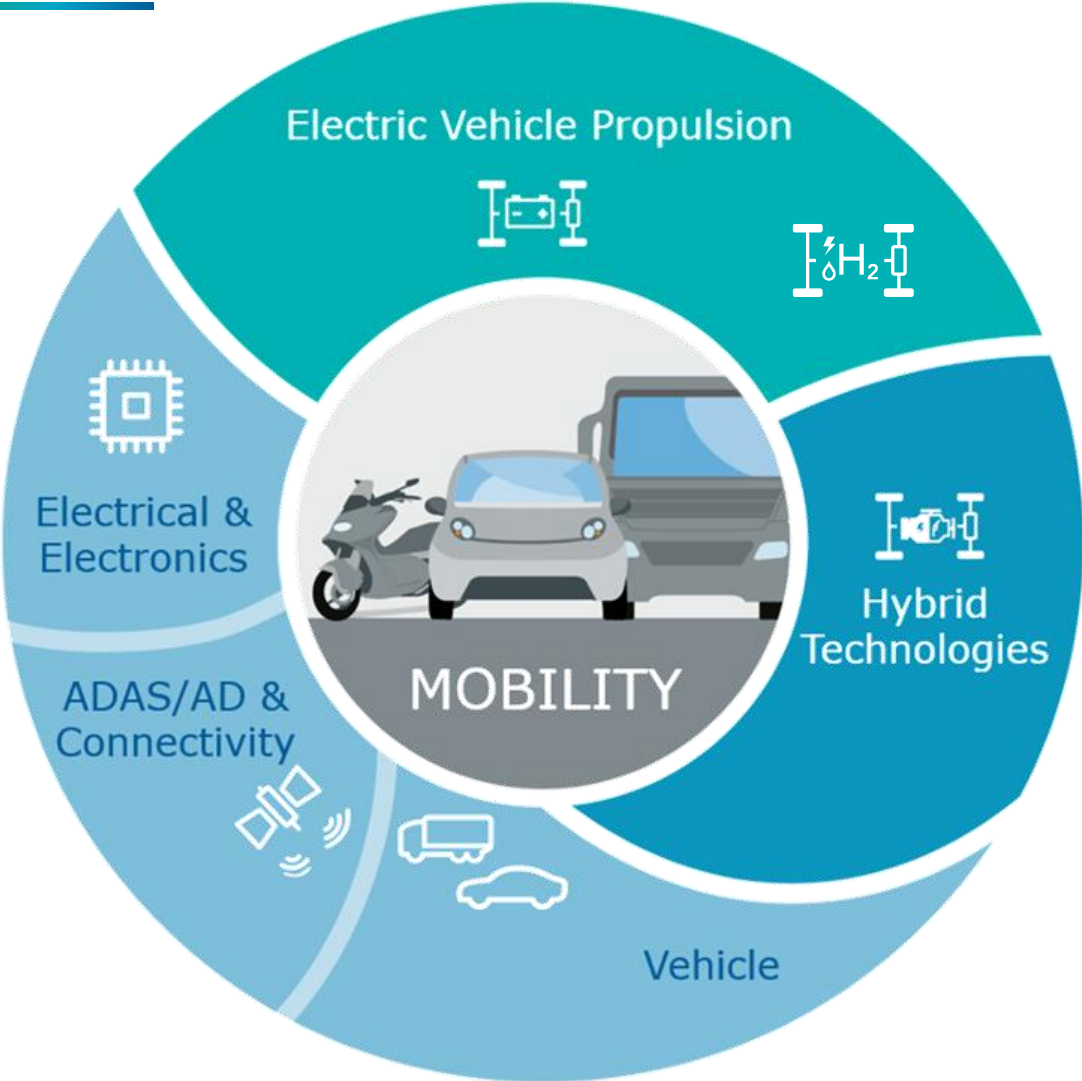 Electric Vehicle Propulsion
H₂
Electrical &
Electronics
Hybrid
Technologies
MOBILITY
ADAS/AD &
Connectivity
Vehicle